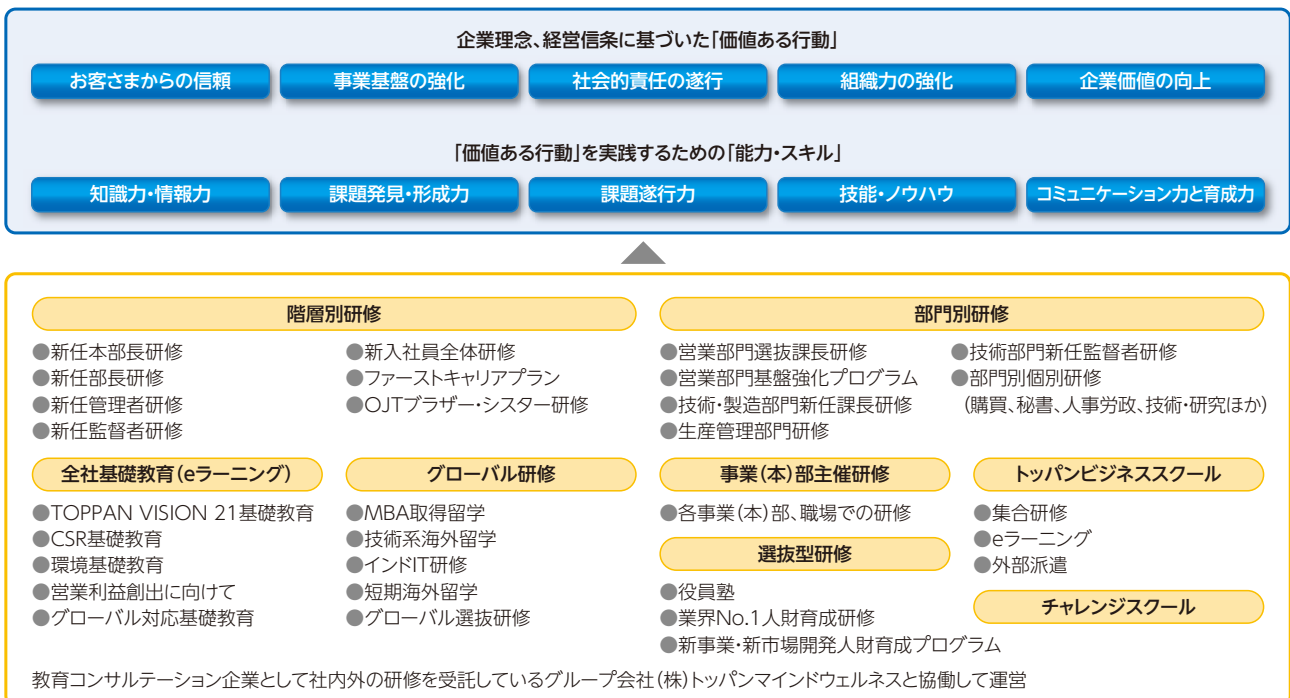 企業理念、経営信条に基づいた「価値ある行動」
お客さまからの信頼
事業基盤の強化
社会的責任の遂行
組織力の強化
企業価値の向上
「価値ある行動」を実践するための「能力・スキル」
知識力・情報力
課題発見・形成力
課題遂行力
技能・ノウハウ
コミュニケーション力と育成力
階層別研修
●新任本部長研修
●新任部長研修
●新任管理者研修
●新任監督者研修
●新入社員全体研修
●ファーストキャリアプラン
●OJTブラザー・シスター研修
部門別研修
●営業部門選抜課長研修
●営業部門基盤強化プログラム
●技術・製造部門新任課長研修
●生産管理部門研修
●技術部門新任監督者研修
●部門別個別研修
(購買、秘書、人事労政、技術・研究ほか)
全社基礎教育(eラーニング)
●TOPPAN VISION 21基礎教育
●CSR基礎教育
●環境基礎教育
●営業利益創出に向けて
●グローバル対応基礎教育
グローバル研修
●MBA取得留学
●技術系海外留学
●インドIT研修
●短期海外留学
●グローバル選抜研修
事業(本)部主催研修
●各事業(本)部、職場での研修
選抜型研修
●役員塾
●業界No.1人財育成研修
●新事業・新市場開発人財育成プログラム
トッパンビジネススクール
●集合研修
●eラーニング
●外部派遣
チャレンジスクール
教育コンサルテーション企業として社内外の研修を受託しているグループ会社(株)トッパンマインドウェルネスと協働して運営